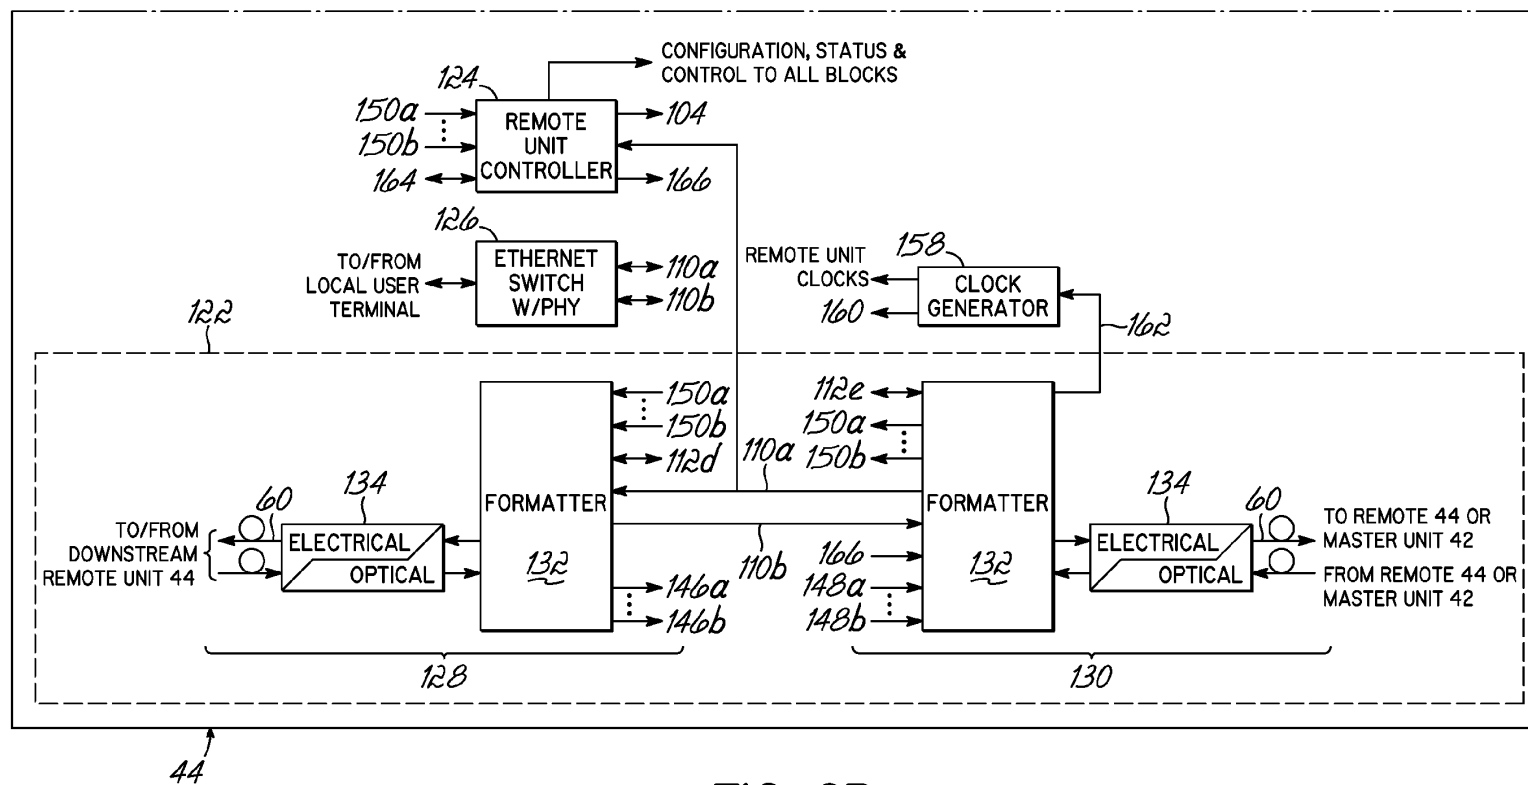 CONFIGURATION, STATUS &
CONTROL TO ALL BLOCKS
124
150a
150b
164
REMOTE
UNIT
CONTROLLER
104
166
126
TO/FROM
LOCAL USER
TERMINAL
ETHERNET
SWITCH
W/PHY
110a
110b
REMOTE UNIT
CLOCKS
160
158
CLOCK
GENERATOR
162
122
150a
150b
112d
112e
150a
150b
110a
FORMATTER
132
FORMATTER
132
110b
166
148a
148b
146a
146b
TO/FROM
DOWNSTREAM
REMOTE UNIT 44
60
134
ELECTRICAL
OPTICAL
134
ELECTRICAL
OPTICAL
60
TO REMOTE 44 OR
MASTER UNIT 42
FROM REMOTE 44 OR
MASTER UNIT 42
128
130
44